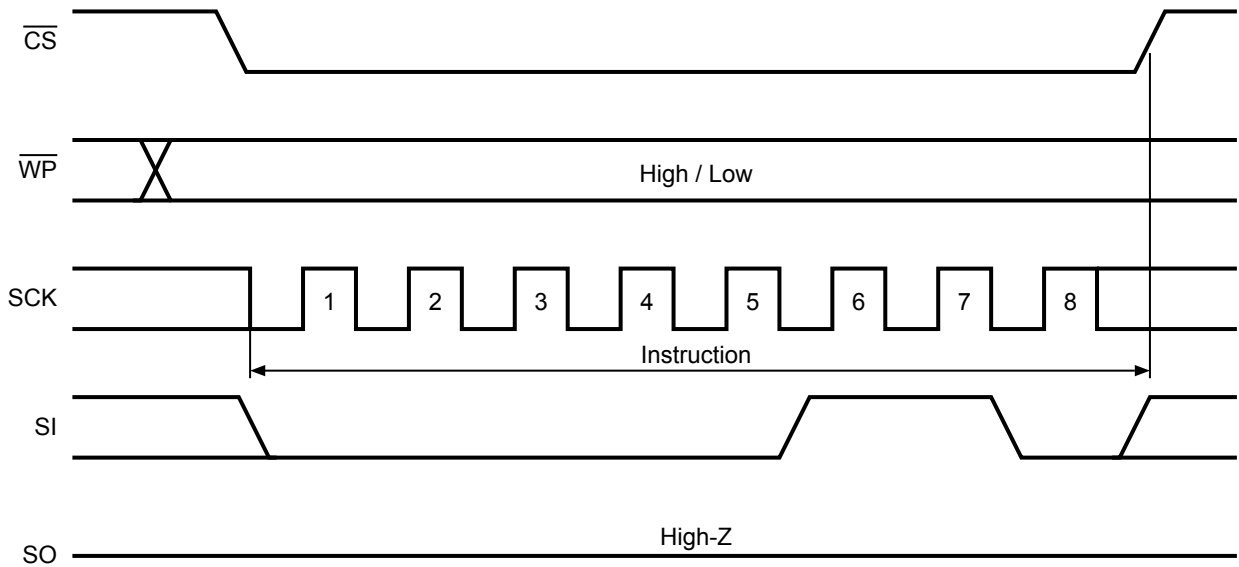 CS
WP
High / Low
SCK
1 2 3 4 5 6 7 8
Instruction
SI
High-Z
SO